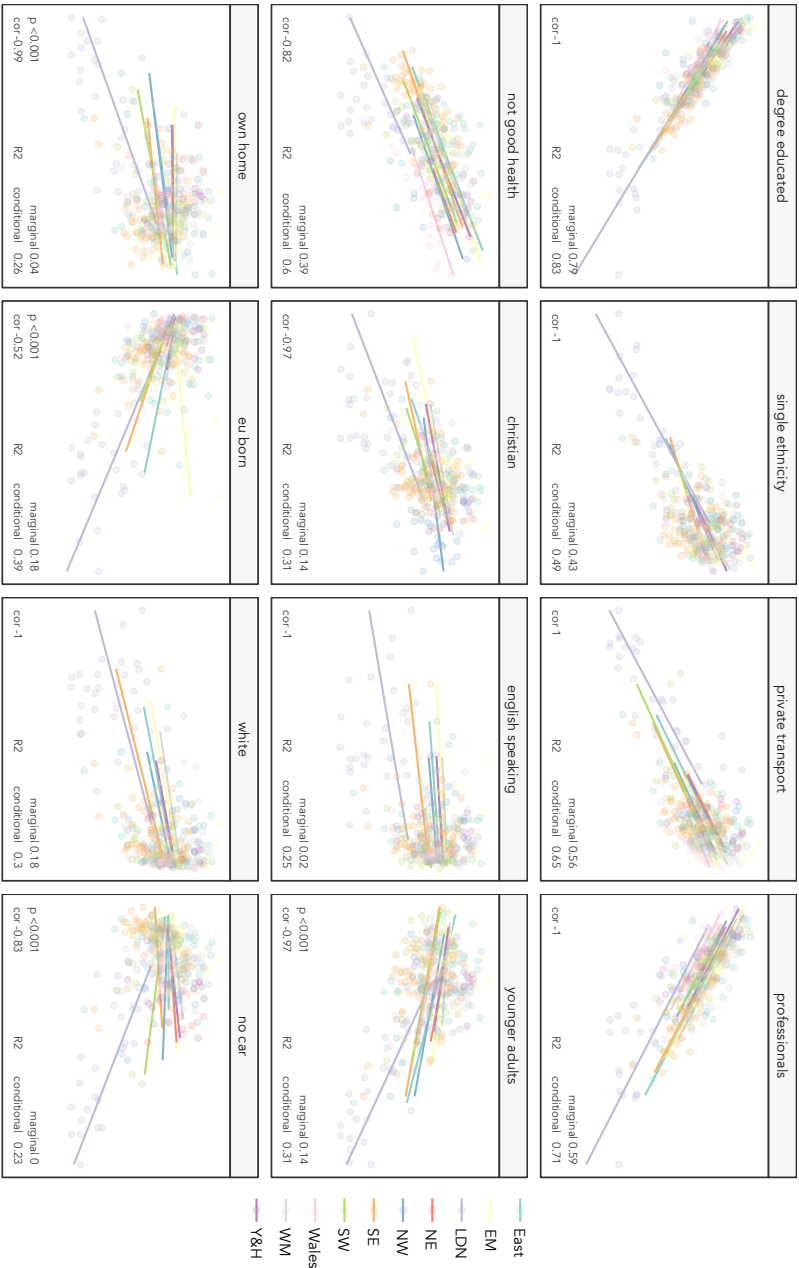 degree educated
cor -1
R2
marginal 0.79
conditional 0.83
single ethnicity
cor -1
R2
marginal 0.43
conditional 0.49
private transport
cor 1
R2
marginal 0.56
conditional 0.65
professionals
cor -1
R2
marginal 0.59
conditional 0.71
not good health
cor -0.82
R2
marginal 0.39
conditional 0.6
christian
cor -0.97
R2
marginal 0.14
conditional 0.31
english speaking
cor -1
R2
marginal 0.02
conditional 0.25
younger adults
p <0.001
cor -0.97
R2
marginal 0.14
conditional 0.31
own home
p <0.001
cor -0.99
R2
marginal 0.04
conditional 0.26
eu born
p <0.001
cor -0.52
R2
marginal 0.18
conditional 0.39
white
cor -1
R2
marginal 0.18
conditional 0.3
no car
p <0.001
cor -0.83
R2
marginal 0
conditional 0.23
East
EM
LDN
NE
NW
SE
SW
Wales
WM
Y&H